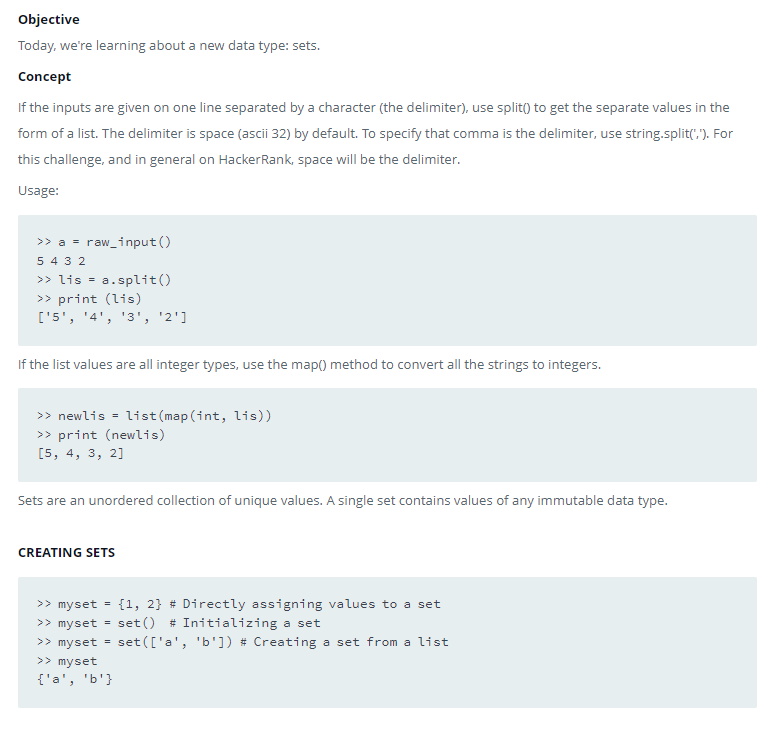 Objective
Today, we're learning about a new data type: sets.
Concept
If the inputs are given on one line separated by a character (the delimiter), use split() to get the separate values in the
form of a list. The delimiter is space (ascii 32) by default. To specify that comma is the delimiter, use string.split(','). For
this challenge, and in general on HackerRank, space will be the delimiter.
Usage:
>> a = raw_input()
5 4 3 2
>> lis = a.split()
>> print (lis)
['5', '4', '3', '2']
If the list values are all integer types, use the map() method to convert all the strings to integers.
>> newlis = list(map(int, lis))
>> print (newlis)
[5, 4, 3, 2]
Sets are an unordered collection of unique values. A single set contains values of any immutable data type.
CREATING SETS
>> myset = {1, 2} # Directly assigning values to a set
>> myset = set()  # Initializing a set
>> myset = set(['a', 'b']) # Creating a set from a list
>> myset
{'a', 'b'}